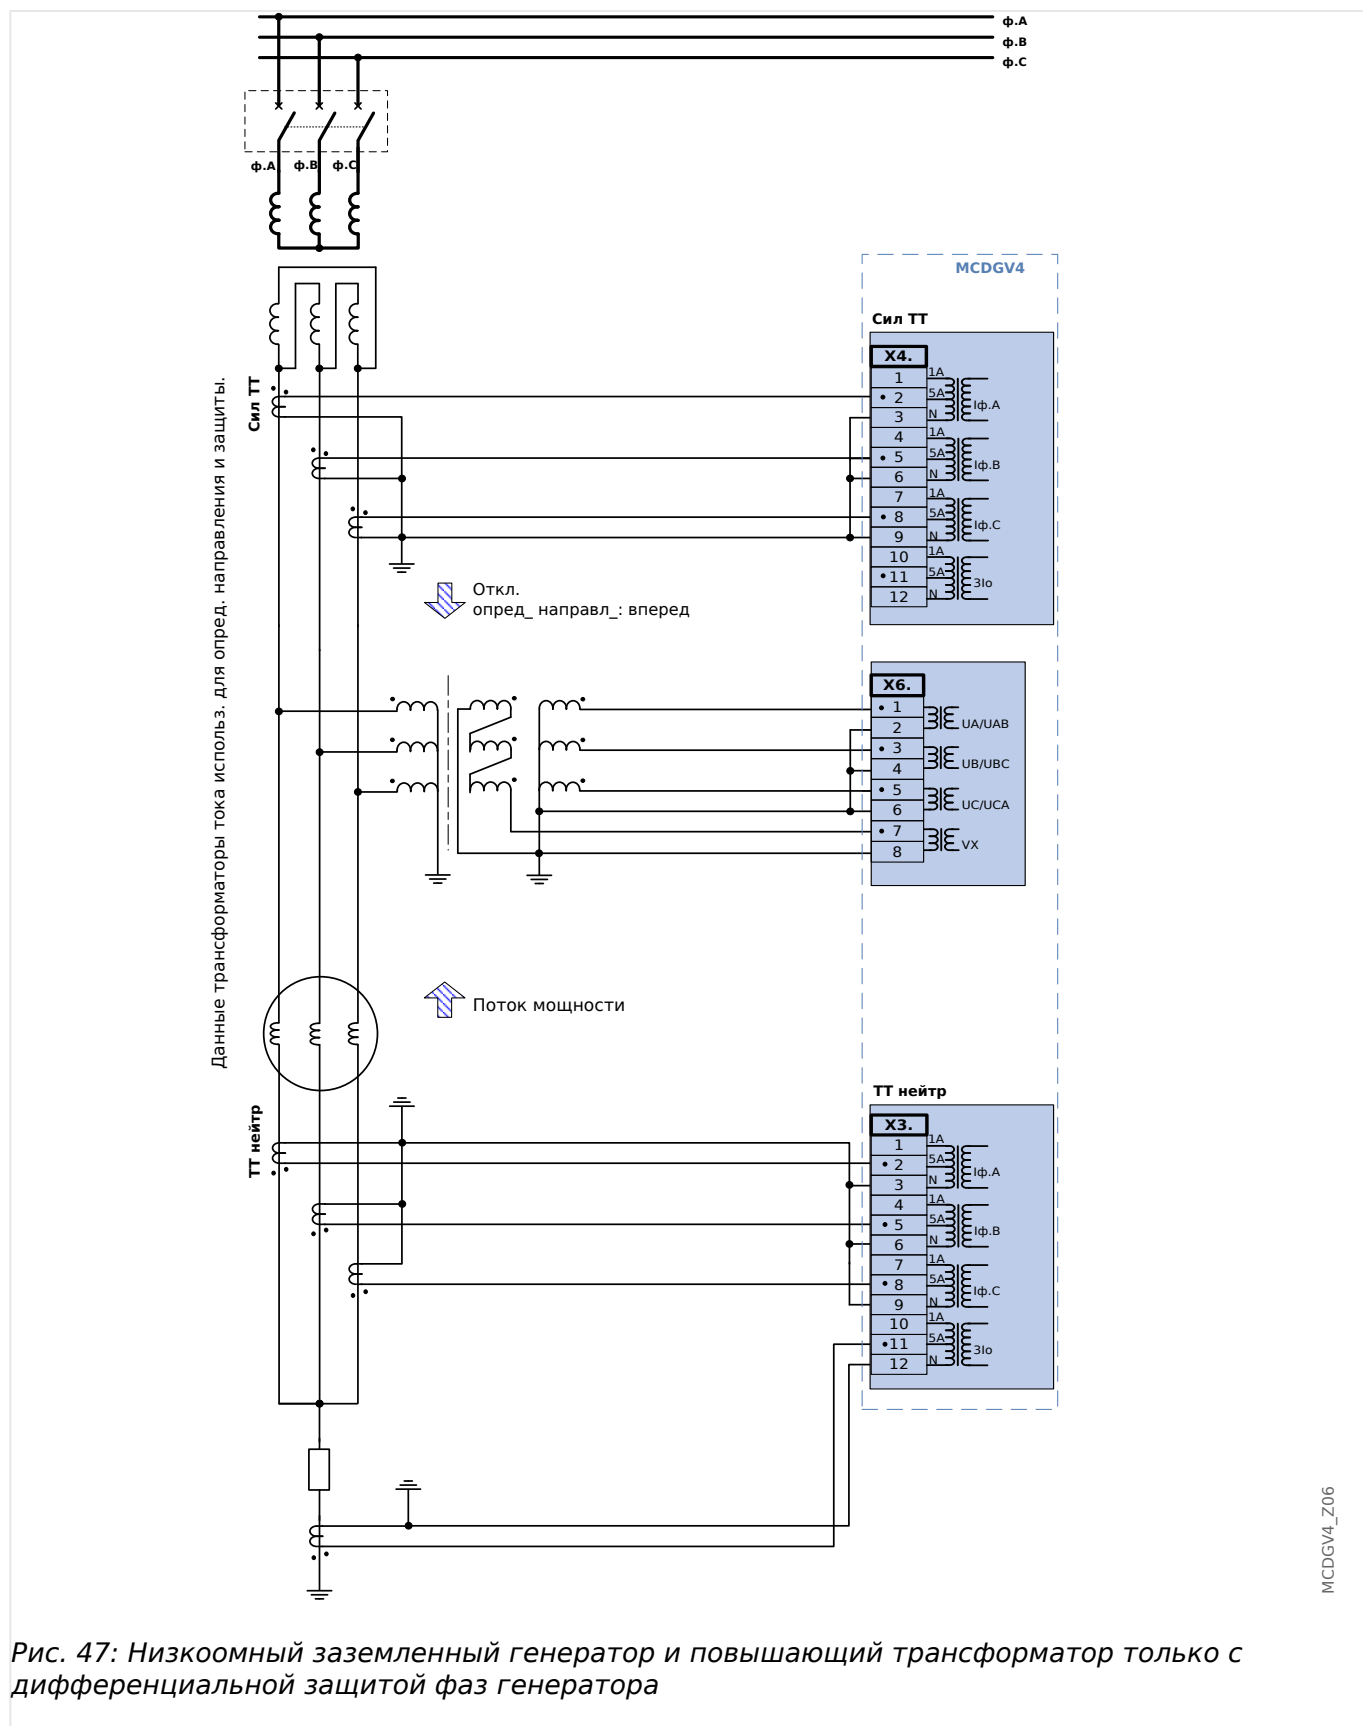 ф.А
ф.В
ф.С
ф.А ф.В ф.С
MCDGV4
Сил ТТ
X4.
1
2
3
4
5
6
7
8
9
10
11
12
1A
5A
N
Iф.A
1A
5A
N
Iф.B
1A
5A
N
Iф.C
1A
5A
N
3Io
Сил ТТ
Данные трансформаторы тока использ. для опред. направления и защиты.
Откл.
опред_ направл_: вперед
X6.
1
2
3
4
5
6
7
8
UA/UAB
UB/UBC
UC/UCA
VX
Поток мощности
ТТ нейтр
ТТ нейтр
X3.
1
2
3
4
5
6
7
8
9
10
11
12
1A
5A
N
Iф.A
1A
5A
N
Iф.B
1A
5A
N
Iф.C
1A
5A
N
3Io
MCDGV4_Z06
Рис. 47: Низкоомный заземленный генератор и повышающий трансформатор только с
дифференциальной защитой фаз генератора